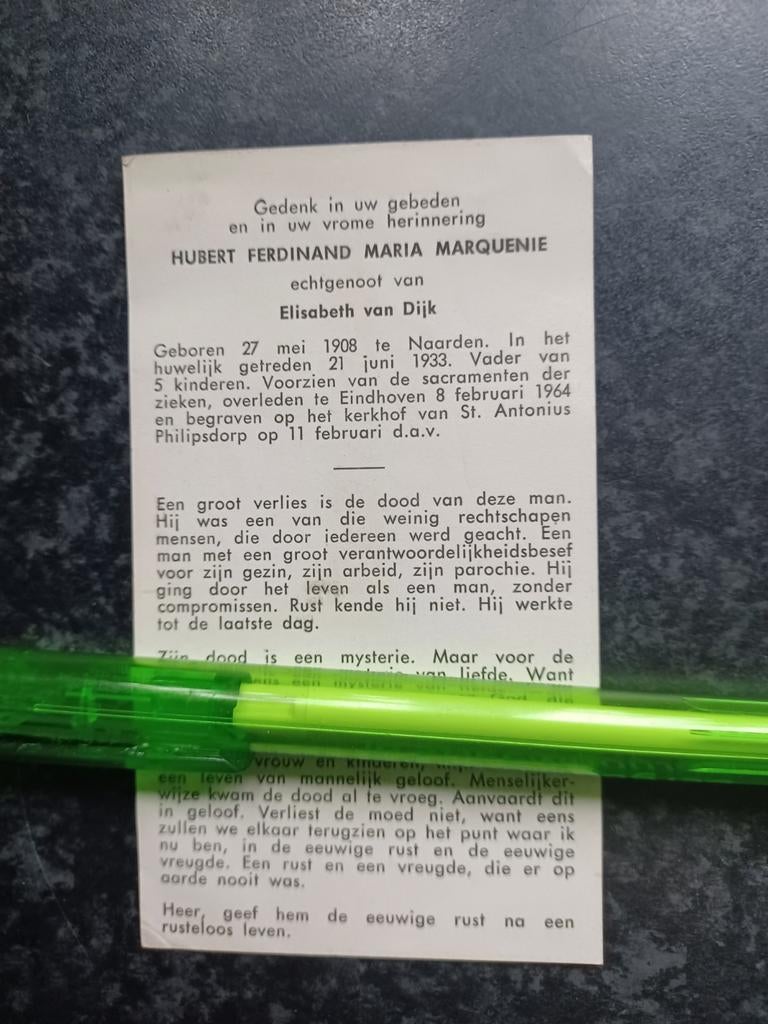 Gedenk in uw gebeden
en in uw vrome herinnering
HUBERT FERDINAND MARIA MARQUENIE
echtgenoot van
Elisabeth van Dijk
Geboren 27 mei 1908 te Naarden. In het
huwelijk getreden 21 juni 1933. Vader van
5 kinderen. Voorzien van de sacramenten der
zieken, overleden te Eindhoven 8 februari 1964
en begraven op het kerkhof van St. Antonius
Philipsdorp op 11 februari d.a.v.
Een groot verlies is de dood van deze man.
Hij was een van die weinig rechtschapen
mensen, die door iedereen werd geacht. Een
man met een groot verantwoordelijkheidsbesef
voor zijn gezin, zijn arbeid, zijn parochie. Hij
ging door het leven als een man, zonder
compromissen. Rust kende hij niet. Hij werkte
tot de laatste dag.
Zijn dood is een mysterie. Maar voor de
van liefde. Want
vrouw en kinderen,
een leven van mannelijk geloof. Menselijker-
wijze kwam de dood al te vroeg. Aanvaardt dit
in geloof. Verliest de moed niet, want eens
zullen we elkaar terugzien op het punt waar ik
nu ben, in de eeuwige rust en de eeuwige
vreugde. Een rust en een vreugde, die er op
aarde nooit was.
Heer, geef hem de eeuwige rust na een
rusteloos leven.